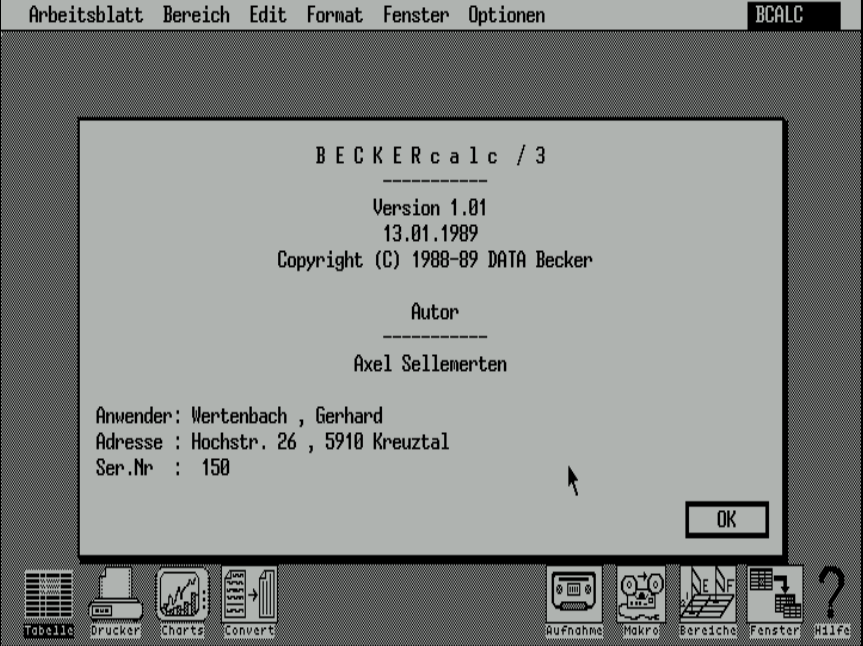 Arbeitsblatt Bereich Edit Format Fenster Optionen BCALC
BECKERcalc /3
-----------
Version 1.01
13.01.1989
Copyright (C) 1988-89 DATA Becker
Autor
-----------
Axel Sellemerten
Anwender: Wertenbach , Gerhard
Adresse : Hochstr. 26 , 5910 Kreuztal
Ser.Nr : 150
OK
Tabelle Drucker Charts Convert Aufnahme Makro Bereiche Fenster Hilfe